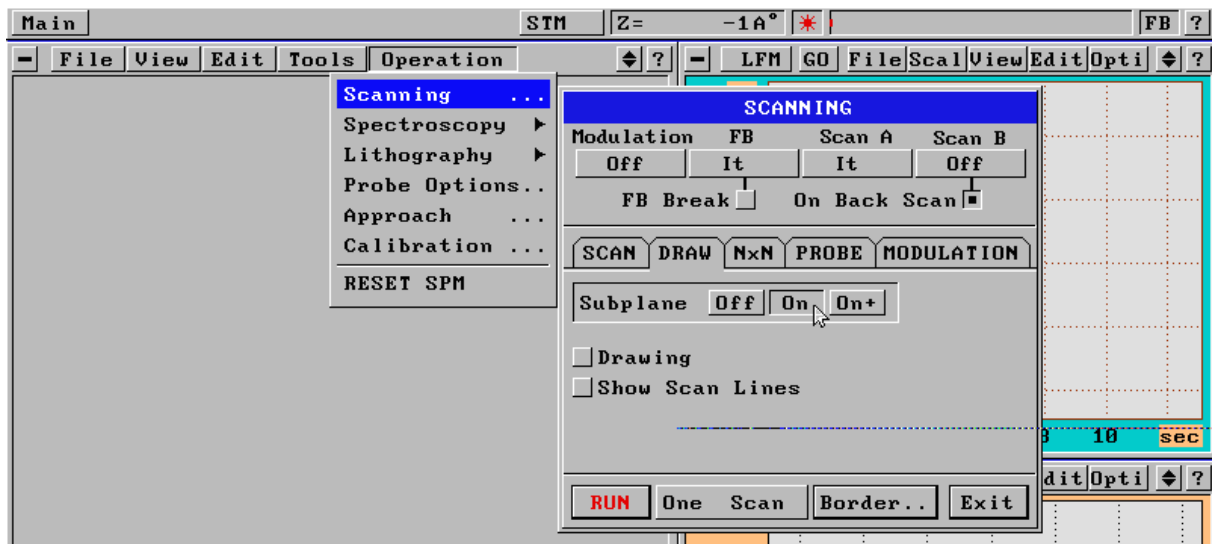 Main STM Z= -1A° FB ?
File View Edit Tools Operation ?
LFM GO File Scal View Edit Opti ?
Scanning ...
Spectroscopy
Lithography
Probe Options..
Approach ...
Calibration ...
RESET SPM
SCANNING
Modulation FB Scan A Scan B
Off It It Off
FB Break On Back Scan
SCAN DRAW NxN PROBE MODULATION
Subplane Off On On+
Drawing
Show Scan Lines
RUN One Scan Border.. Exit
10 sec
dit Opti ?